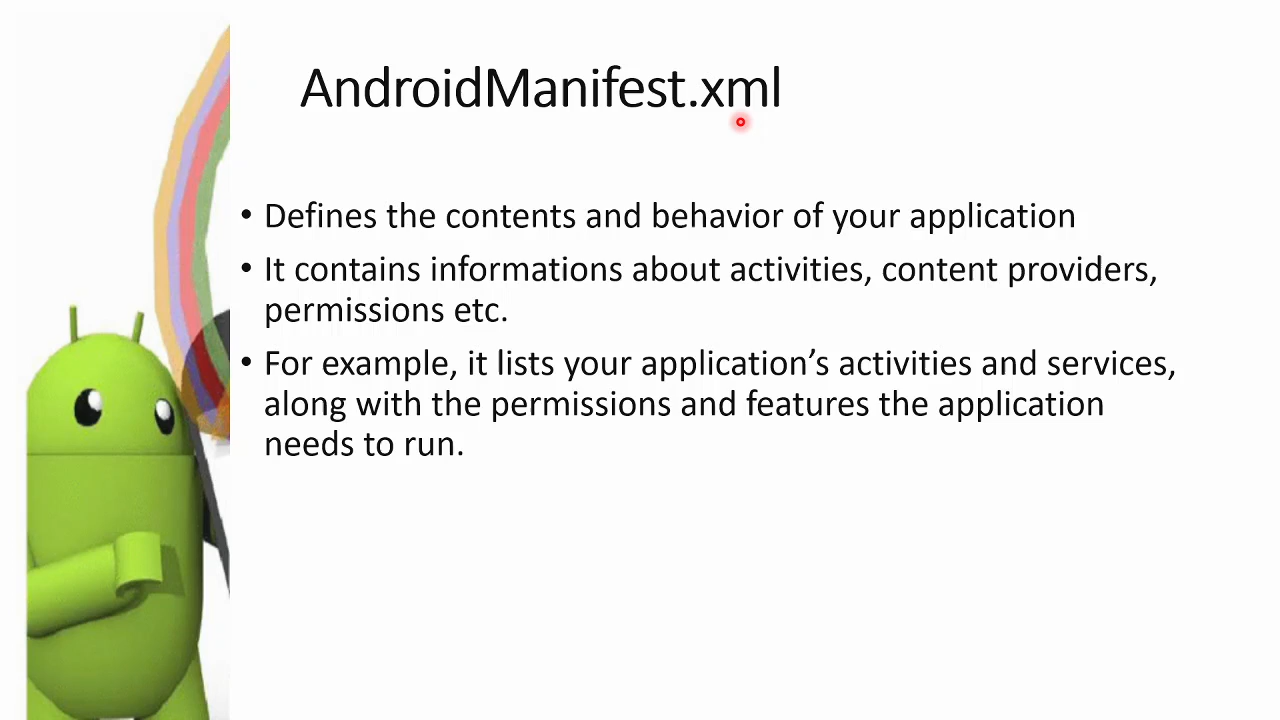 AndroidManifest.xml
• Defines the contents and behavior of your application
• It contains informations about activities, content providers,
permissions etc.
• For example, it lists your application’s activities and services,
along with the permissions and features the application
needs to run.